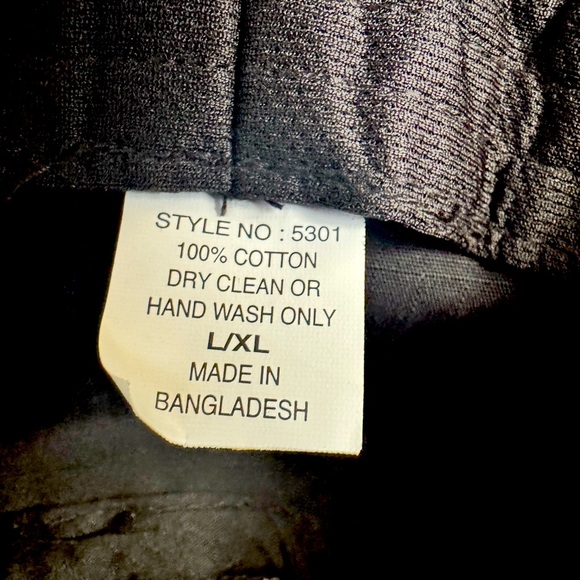 STYLE NO : 5301
100% COTTON
DRY CLEAN OR
HAND WASH ONLY
L/XL
MADE IN
BANGLADESH